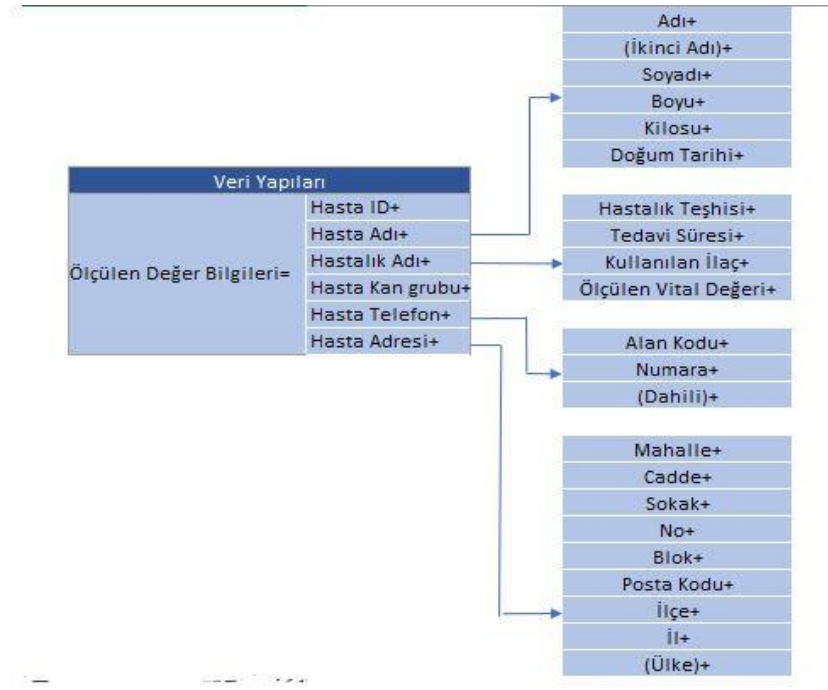 Veri Yapıları
Ölçülen Değer Bilgileri=
Hasta ID+
Hasta Adı+
Hastalık Adı+
Hasta Kan grubu+
Hasta Telefon+
Hasta Adresi+
Adı+
(İkinci Adı)+
Soyadı+
Boyu+
Kilosu+
Doğum Tarihi+
Hastalık Teşhisi+
Tedavi Süresi+
Kullanılan İlaç+
Ölçülen Vital Değeri+
Alan Kodu+
Numara+
(Dahili)+
Mahalle+
Cadde+
Sokak+
No+
Blok+
Posta Kodu+
İlçe+
İl+
(Ülke)+